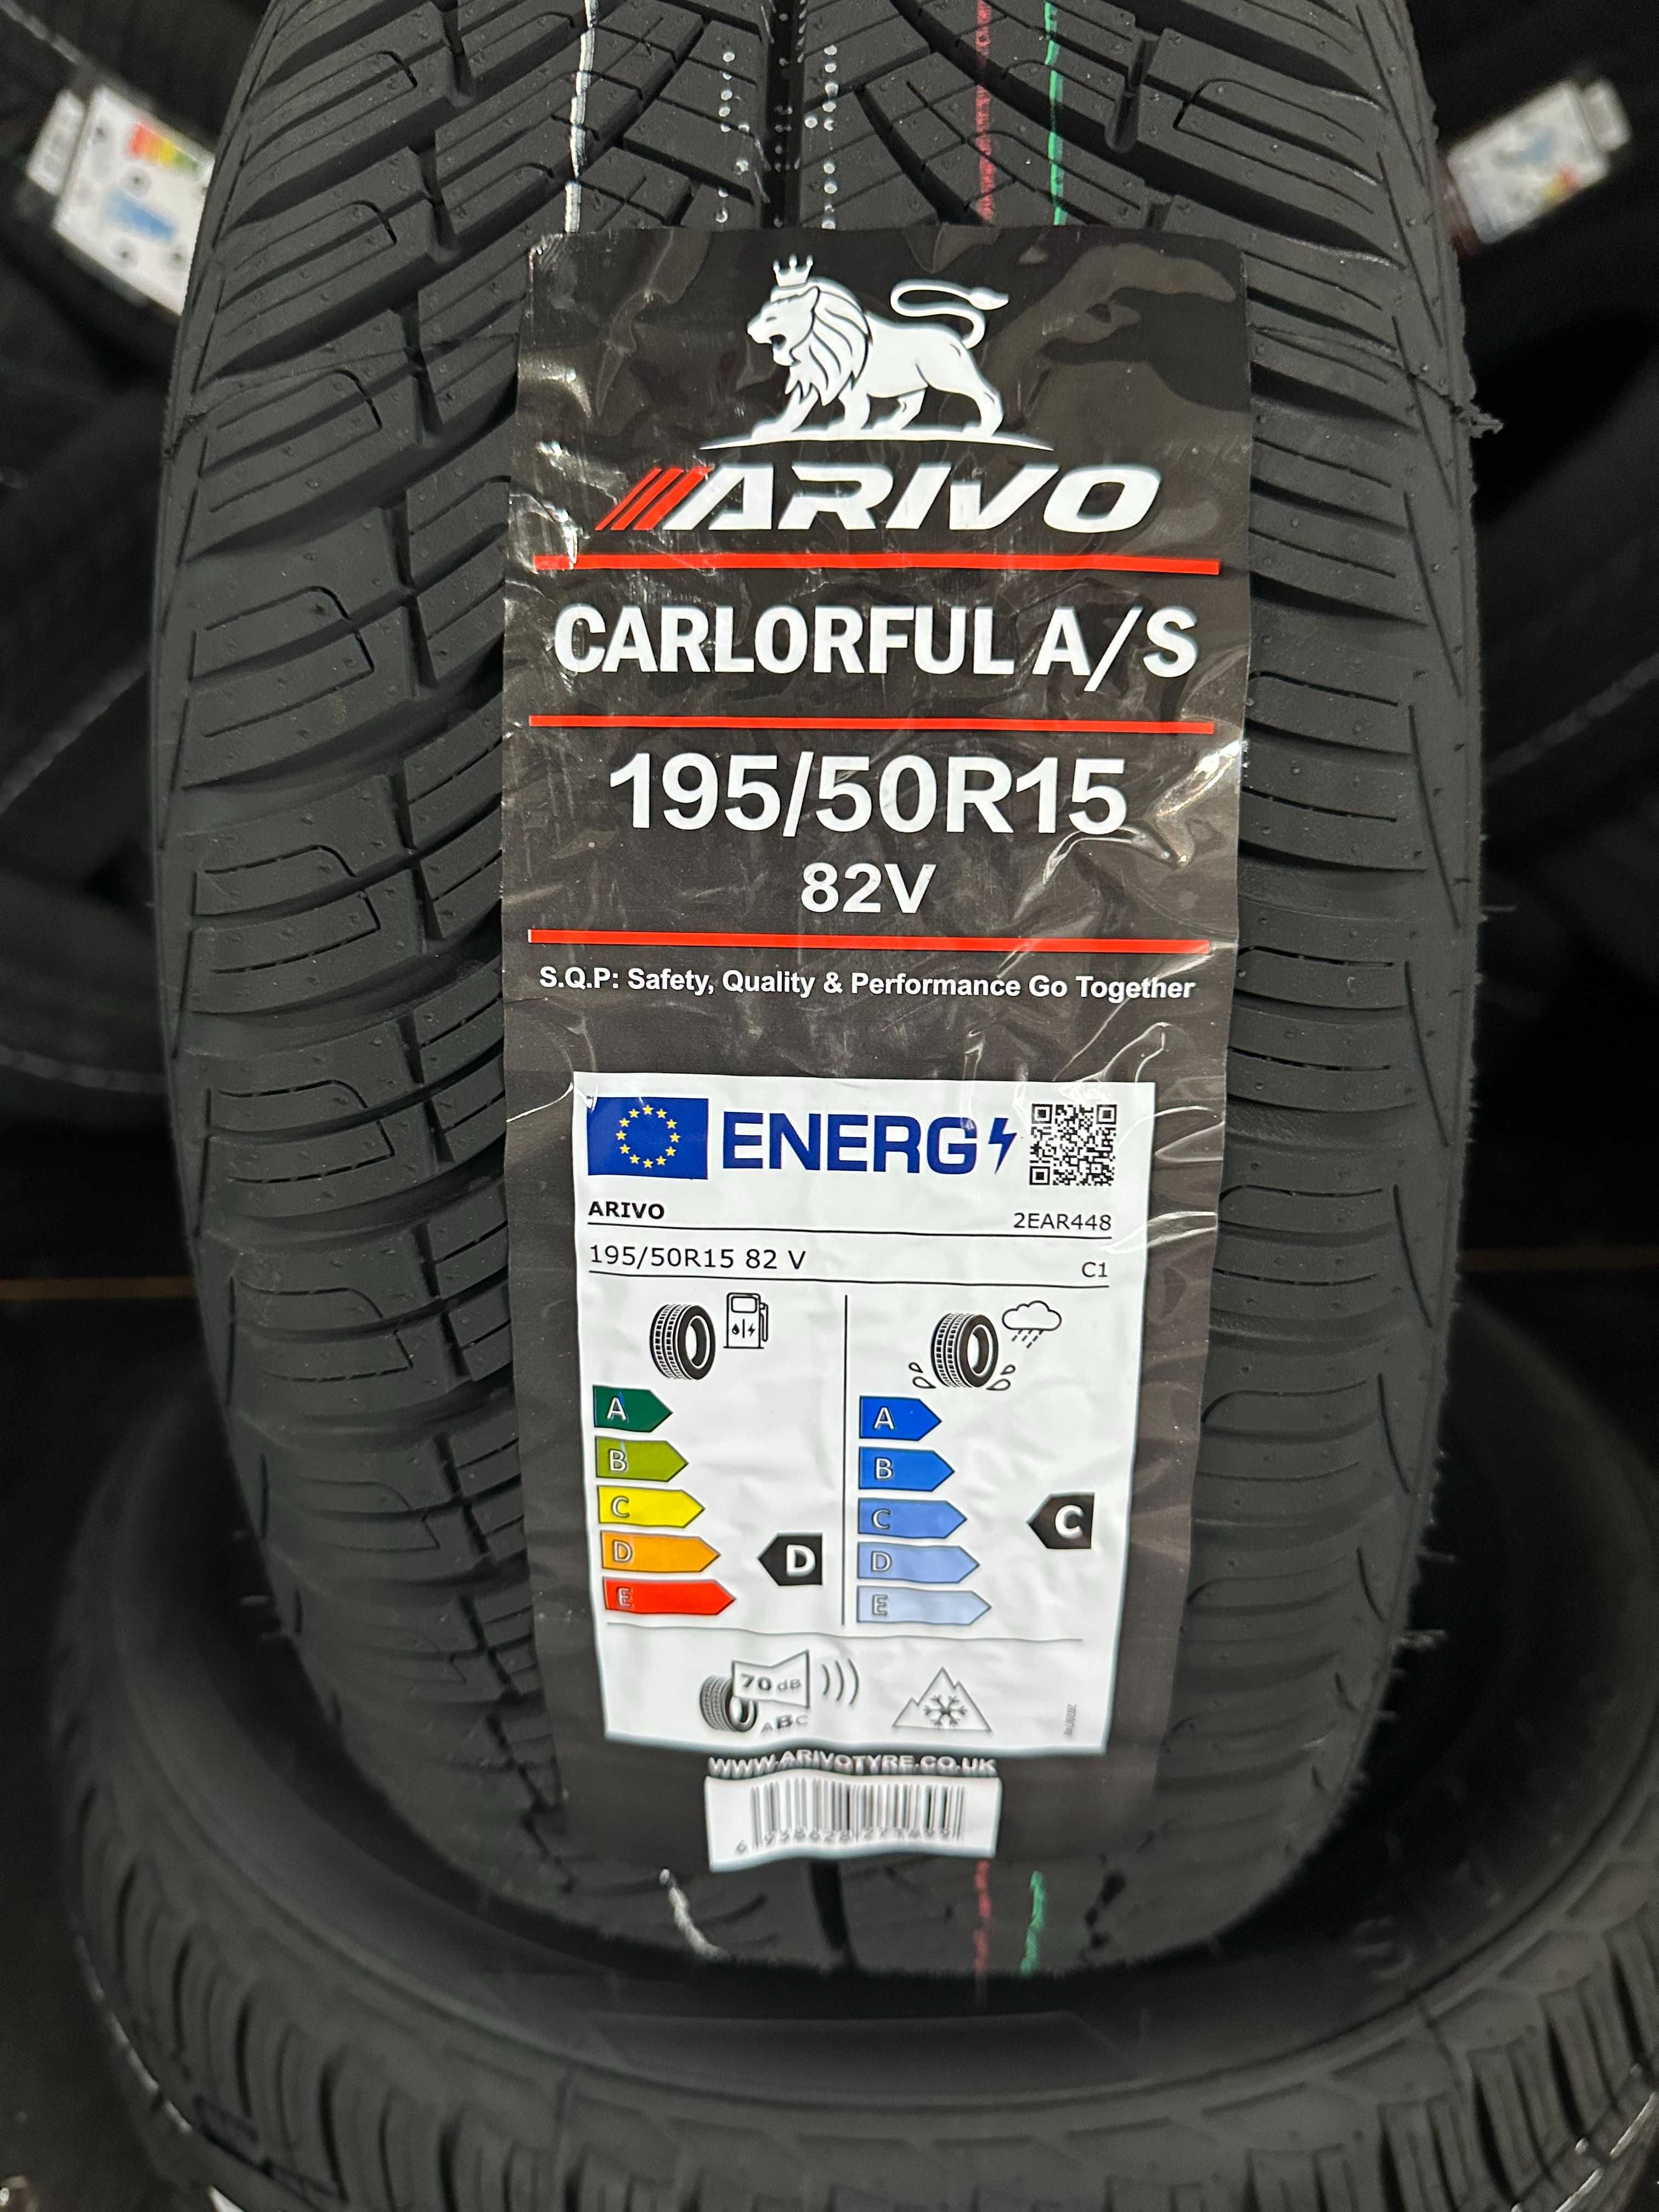 ARIVO
CARLORFUL A/S
195/50R15
82V
S.Q.P: Safety, Quality & Performance Go Together
ENERG
ARIVO 2EAR448
195/50R15 82 V C1
A A
B B
C C C
D D D
E E
70 dB
ABC
WWW.ARIVOTYRE.CO.UK